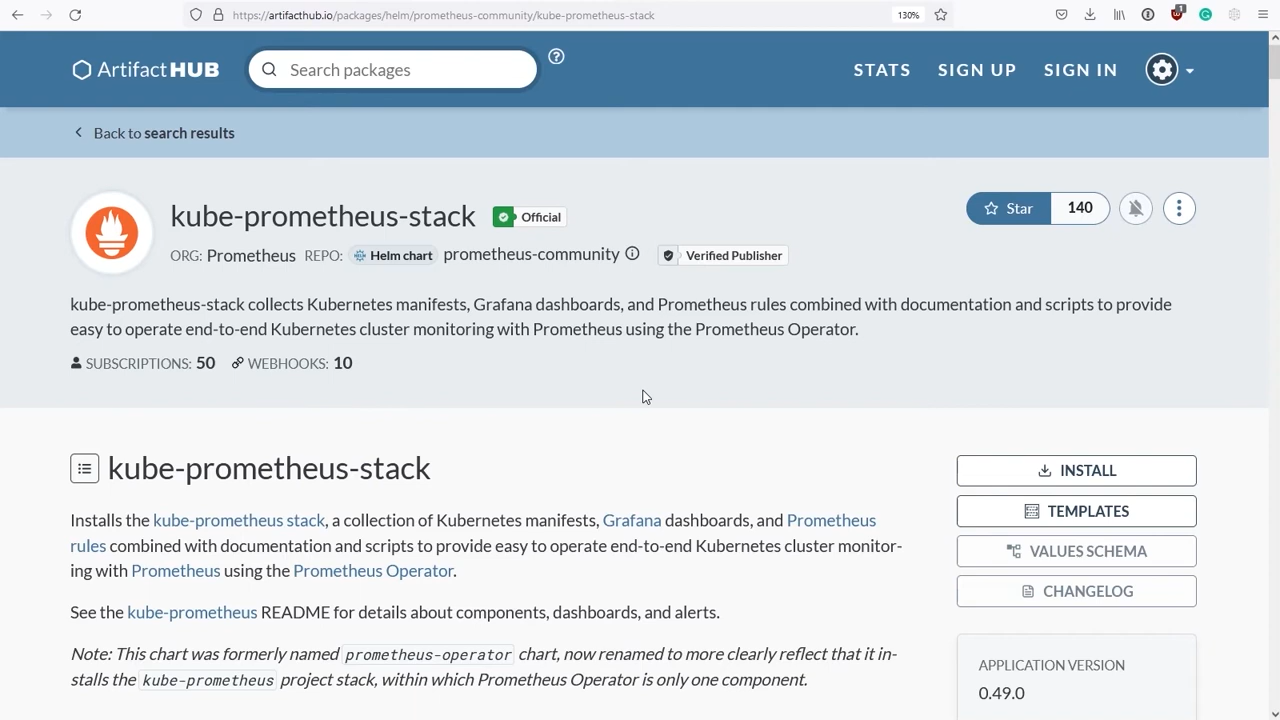 https://artifacthub.io/packages/helm/prometheus-community/kube-prometheus-stack
130%
1
ArtifactHUB
Search packages
?
STATS
SIGN UP
SIGN IN
Back to search results
kube-prometheus-stack
Official
Star
140
ORG: Prometheus REPO: Helm chart prometheus-community
Verified Publisher
kube-prometheus-stack collects Kubernetes manifests, Grafana dashboards, and Prometheus rules combined with documentation and scripts to provide
easy to operate end-to-end Kubernetes cluster monitoring with Prometheus using the Prometheus Operator.
SUBSCRIPTIONS: 50 WEBHOOKS: 10
kube-prometheus-stack
INSTALL
TEMPLATES
VALUES SCHEMA
CHANGELOG
Installs the kube-prometheus stack, a collection of Kubernetes manifests, Grafana dashboards, and Prometheus
rules combined with documentation and scripts to provide easy to operate end-to-end Kubernetes cluster monitor-
ing with Prometheus using the Prometheus Operator.
See the kube-prometheus README for details about components, dashboards, and alerts.
Note: This chart was formerly named prometheus-operator chart, now renamed to more clearly reflect that it in-
stalls the kube-prometheus project stack, within which Prometheus Operator is only one component.
APPLICATION VERSION
0.49.0